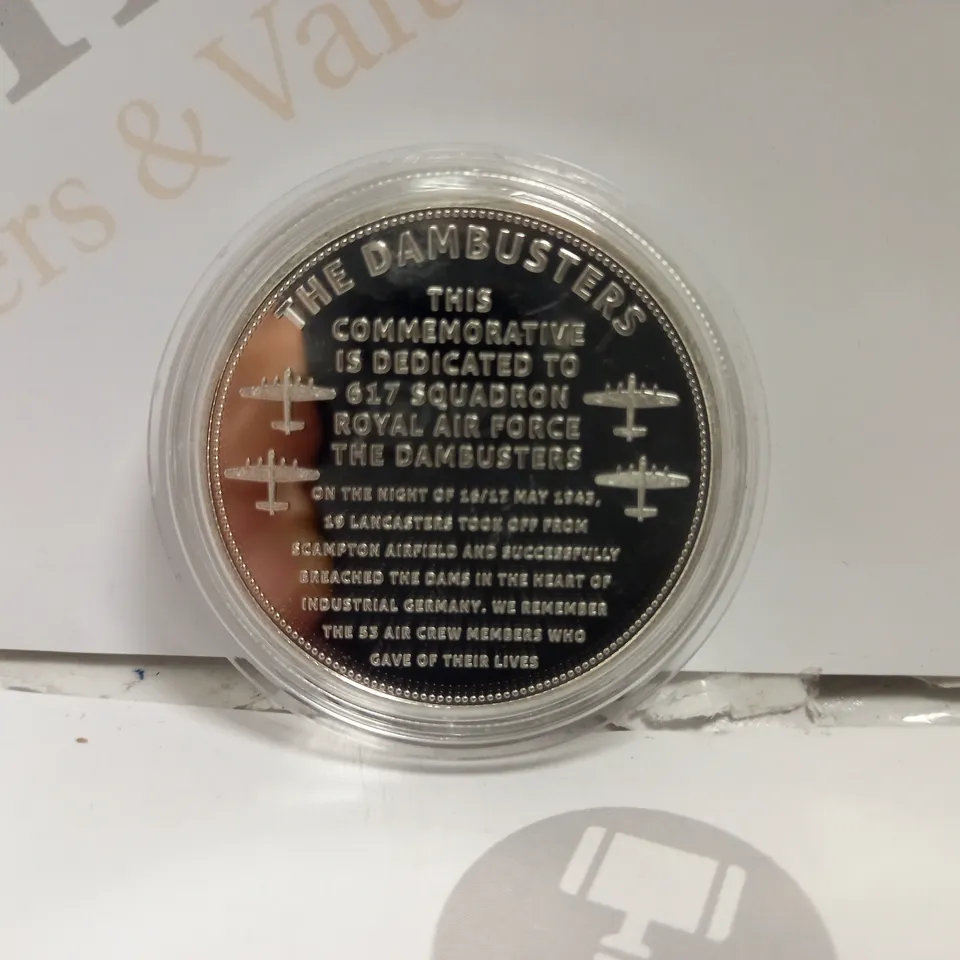 ers & Val
THE DAMBUSTERS
THIS
COMMEMORATIVE
IS DEDICATED TO
617 SQUADRON
ROYAL AIR FORCE
THE DAMBUSTERS
ON THE NIGHT OF 16/17 MAY 1943,
19 LANCASTERS TOOK OFF FROM
SCAMPTON AIRFIELD AND SUCCESSFULLY
BREACHED THE DAMS IN THE HEART OF
INDUSTRIAL GERMANY. WE REMEMBER
THE 53 AIR CREW MEMBERS WHO
GAVE OF THEIR LIVES